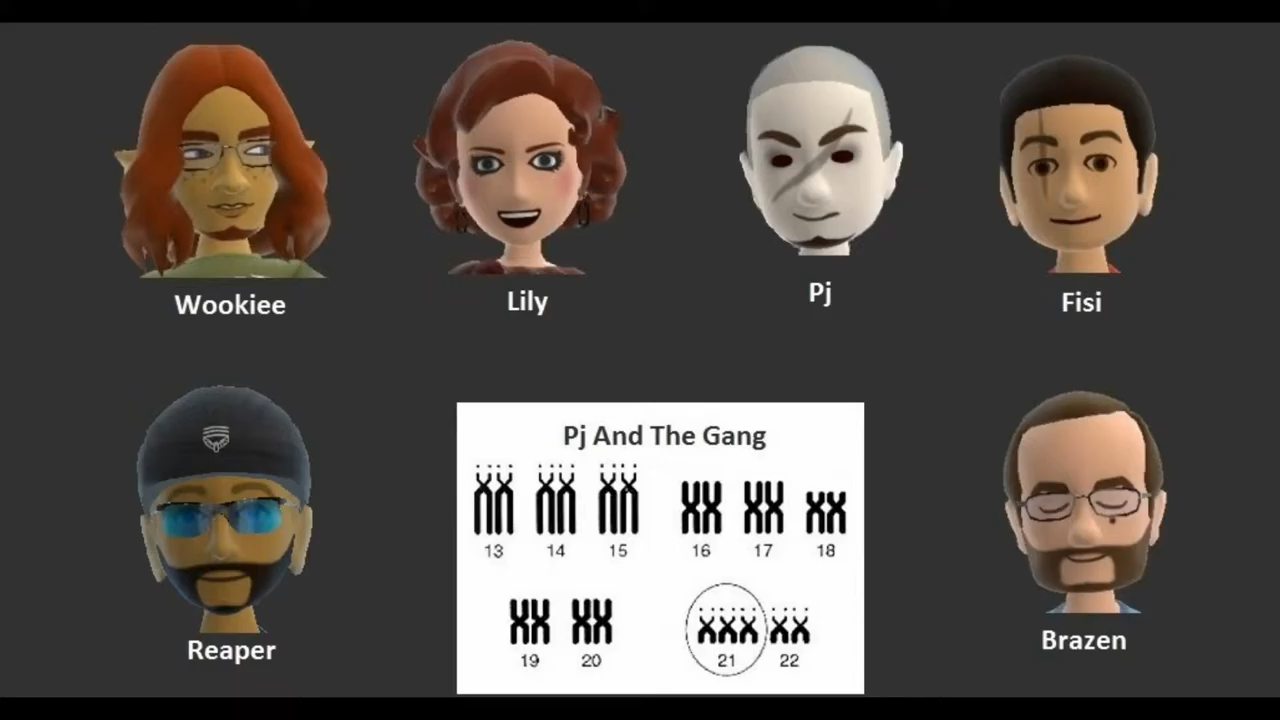 Wookiee
Lily
Pj
Fisi
Reaper
Pj And The Gang
13 14 15 16 17 18
19 20 21 22
Brazen